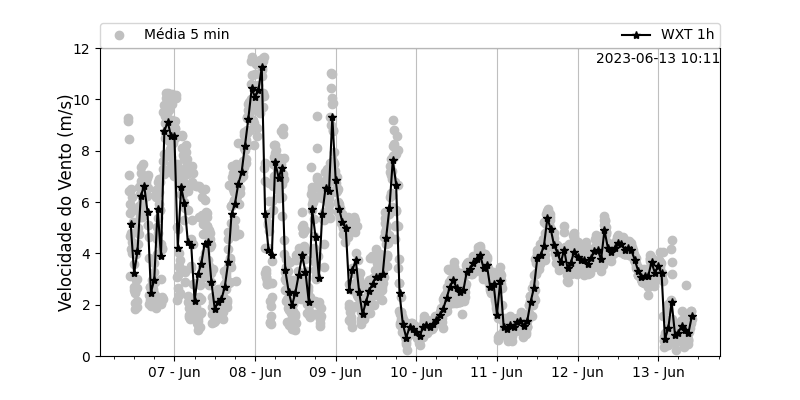 Média 5 min
WXT 1h
2023-06-13 10:11
Velocidade do Vento (m/s)
12
10
8
6
4
2
0
07 - Jun
08 - Jun
09 - Jun
10 - Jun
11 - Jun
12 - Jun
13 - Jun